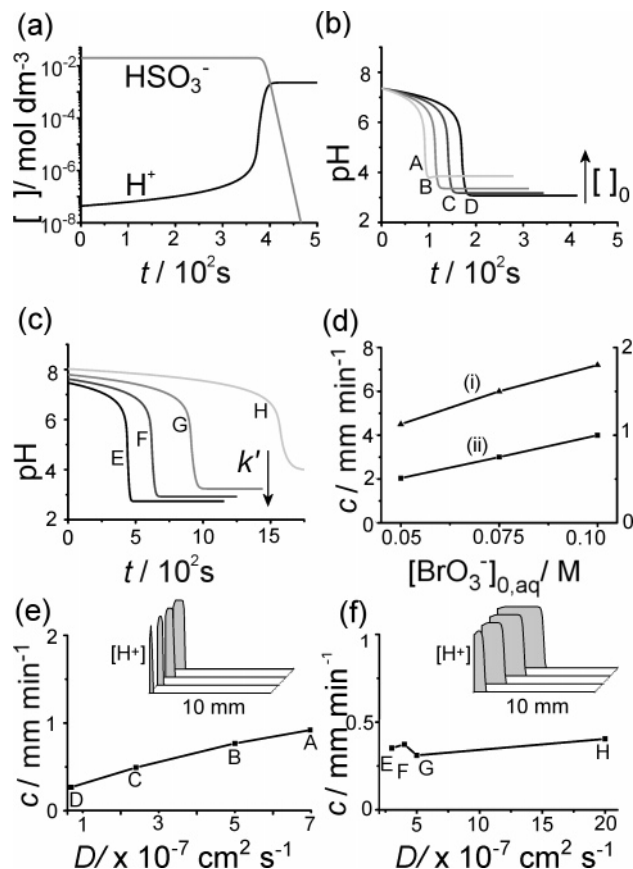 (a)
[ ]/ mol dm⁻³
10⁻²
10⁻⁴
10⁻⁶
10⁻⁸
HSO₃⁻
H⁺
0 1 2 3 4 5
t / 10²s
(b)
pH
8
6
4
2
A
B
C
D
[ ]₀
0 1 2 3 4 5
t / 10²s
(c)
pH
8
6
4
2
E
F
G
H
k'
0 5 10 15
t / 10²s
(d)
c / mm min⁻¹
8
6
4
2
0
2
1
0
(i)
(ii)
0.05 0.075 0.10
[BrO₃⁻]₀,aq/ M
(e)
c / mm min⁻¹
2
1
0
[H⁺]
10 mm
D
C
B
A
1 3 5 7
D/ x 10⁻⁷ cm² s⁻¹
(f)
c / mm min⁻¹
1
0.5
0
[H⁺]
10 mm
E
F
G
H
5 10 15 20
D/ x 10⁻⁷ cm² s⁻¹